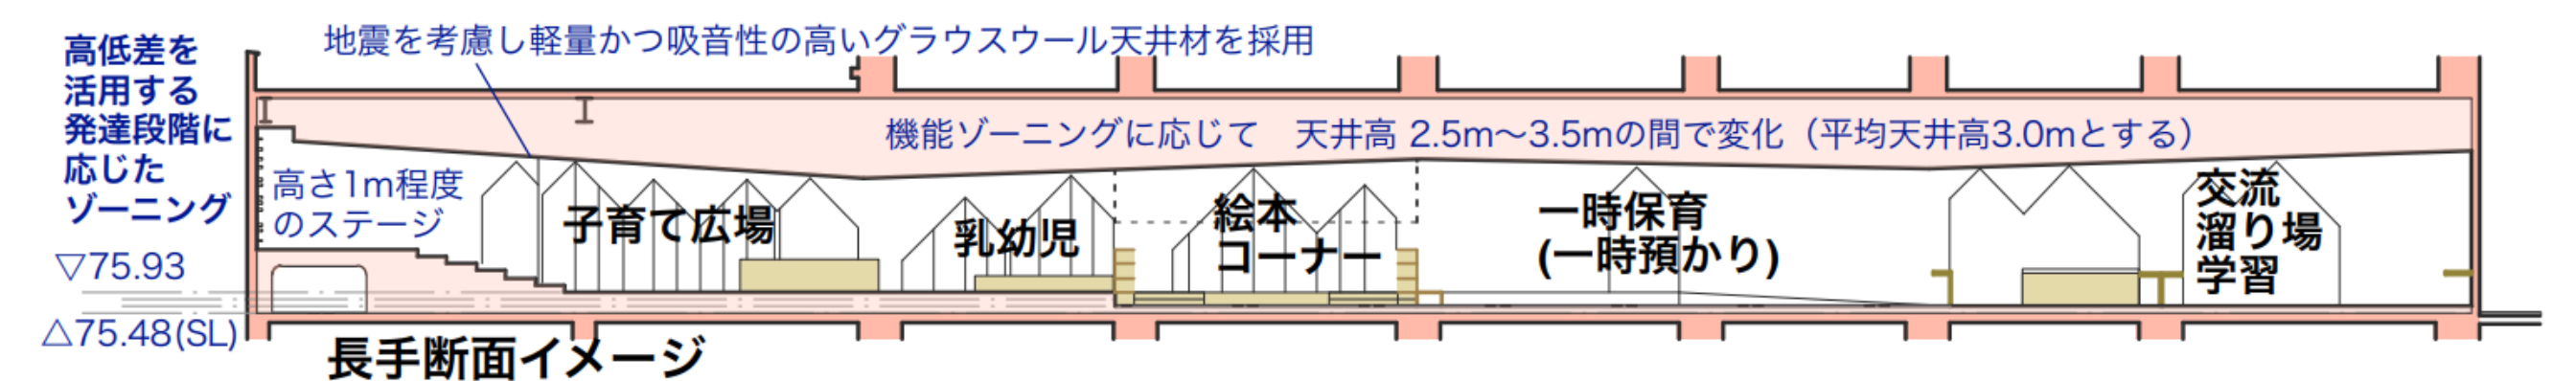 高低差を
活用する
発達段階に
応じた
ゾーニング
地震を考慮し軽量かつ吸音性の高いグラウスウール天井材を採用
機能ゾーニングに応じて　天井高 2.5m〜3.5mの間で変化（平均天井高3.0mとする）
高さ1m程度
のステージ
子育て広場
乳幼児
絵本
コーナー
一時保育
(一時預かり)
交流
溜り場
学習
▽75.93
△75.48(SL)
長手断面イメージ